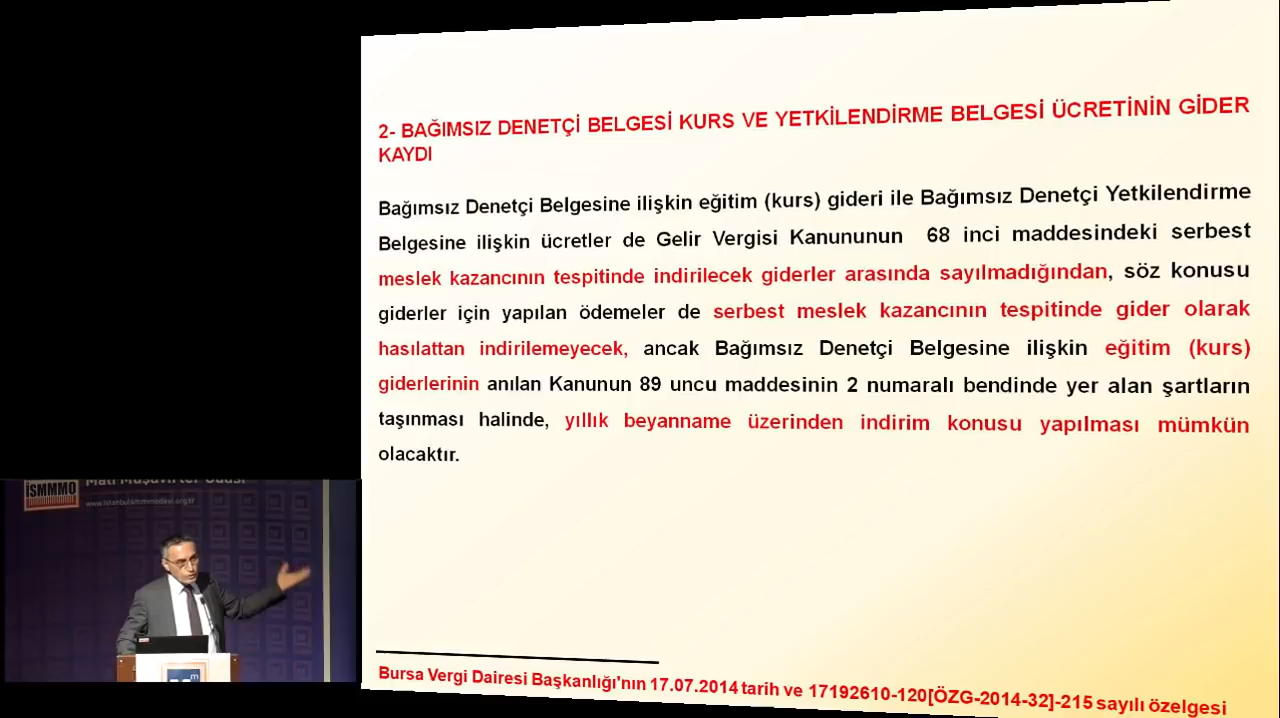 2- BAĞIMSIZ DENETÇİ BELGESİ KURS VE YETKİLENDİRME BELGESİ ÜCRETİNİN GİDER
KAYDI
Bağımsız Denetçi Belgesine ilişkin eğitim (kurs) gideri ile Bağımsız Denetçi Yetkilendirme
Belgesine ilişkin ücretler de Gelir Vergisi Kanununun 68 inci maddesindeki serbest
meslek kazancının tespitinde indirilecek giderler arasında sayılmadığından, söz konusu
giderler için yapılan ödemeler de serbest meslek kazancının tespitinde gider olarak
hasılattan indirilemeyecek, ancak Bağımsız Denetçi Belgesine ilişkin eğitim (kurs)
giderlerinin anılan Kanunun 89 uncu maddesinin 2 numaralı bendinde yer alan şartların
taşınması halinde, yıllık beyanname üzerinden indirim konusu yapılması mümkün
olacaktır.
Bursa Vergi Dairesi Başkanlığı'nın 17.07.2014 tarih ve 17192610-120[ÖZG-2014-32]-215 sayılı özelgesi
İSMMMO
Mali Müşavirler Odası